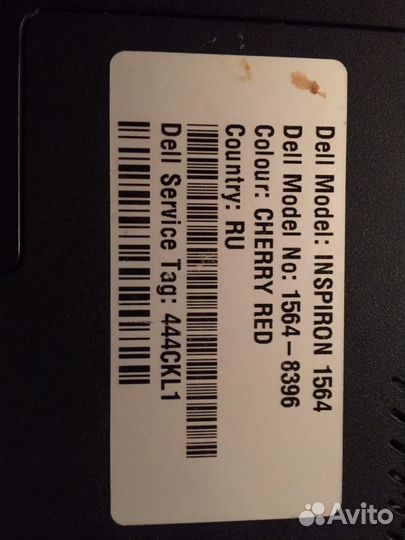 Dell Model: INSPIRON 1564
Dell Model No: 1564-8396
Colour: CHERRY RED
Country: RU
Dell Service Tag: 444CKL1
Avito